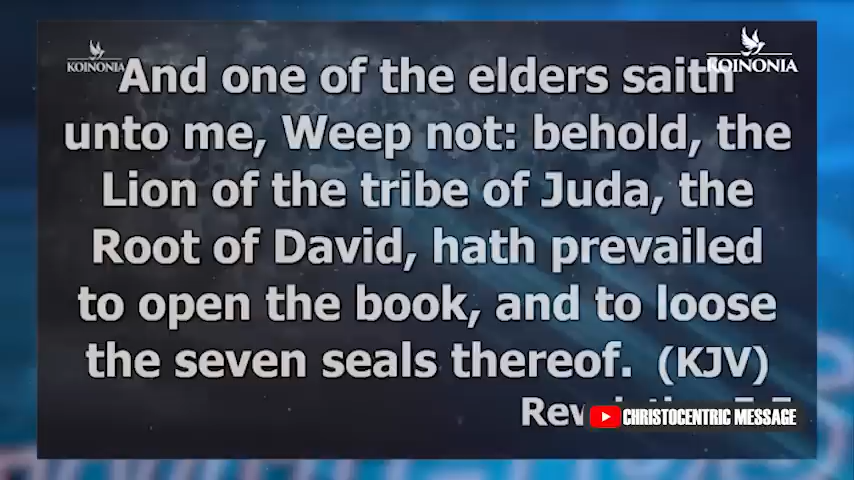 KOINONIA
KOINONIA
And one of the elders saith
unto me, Weep not: behold, the
Lion of the tribe of Juda, the
Root of David, hath prevailed
to open the book, and to loose
the seven seals thereof. (KJV)
CHRISTOCENTRIC MESSAGE